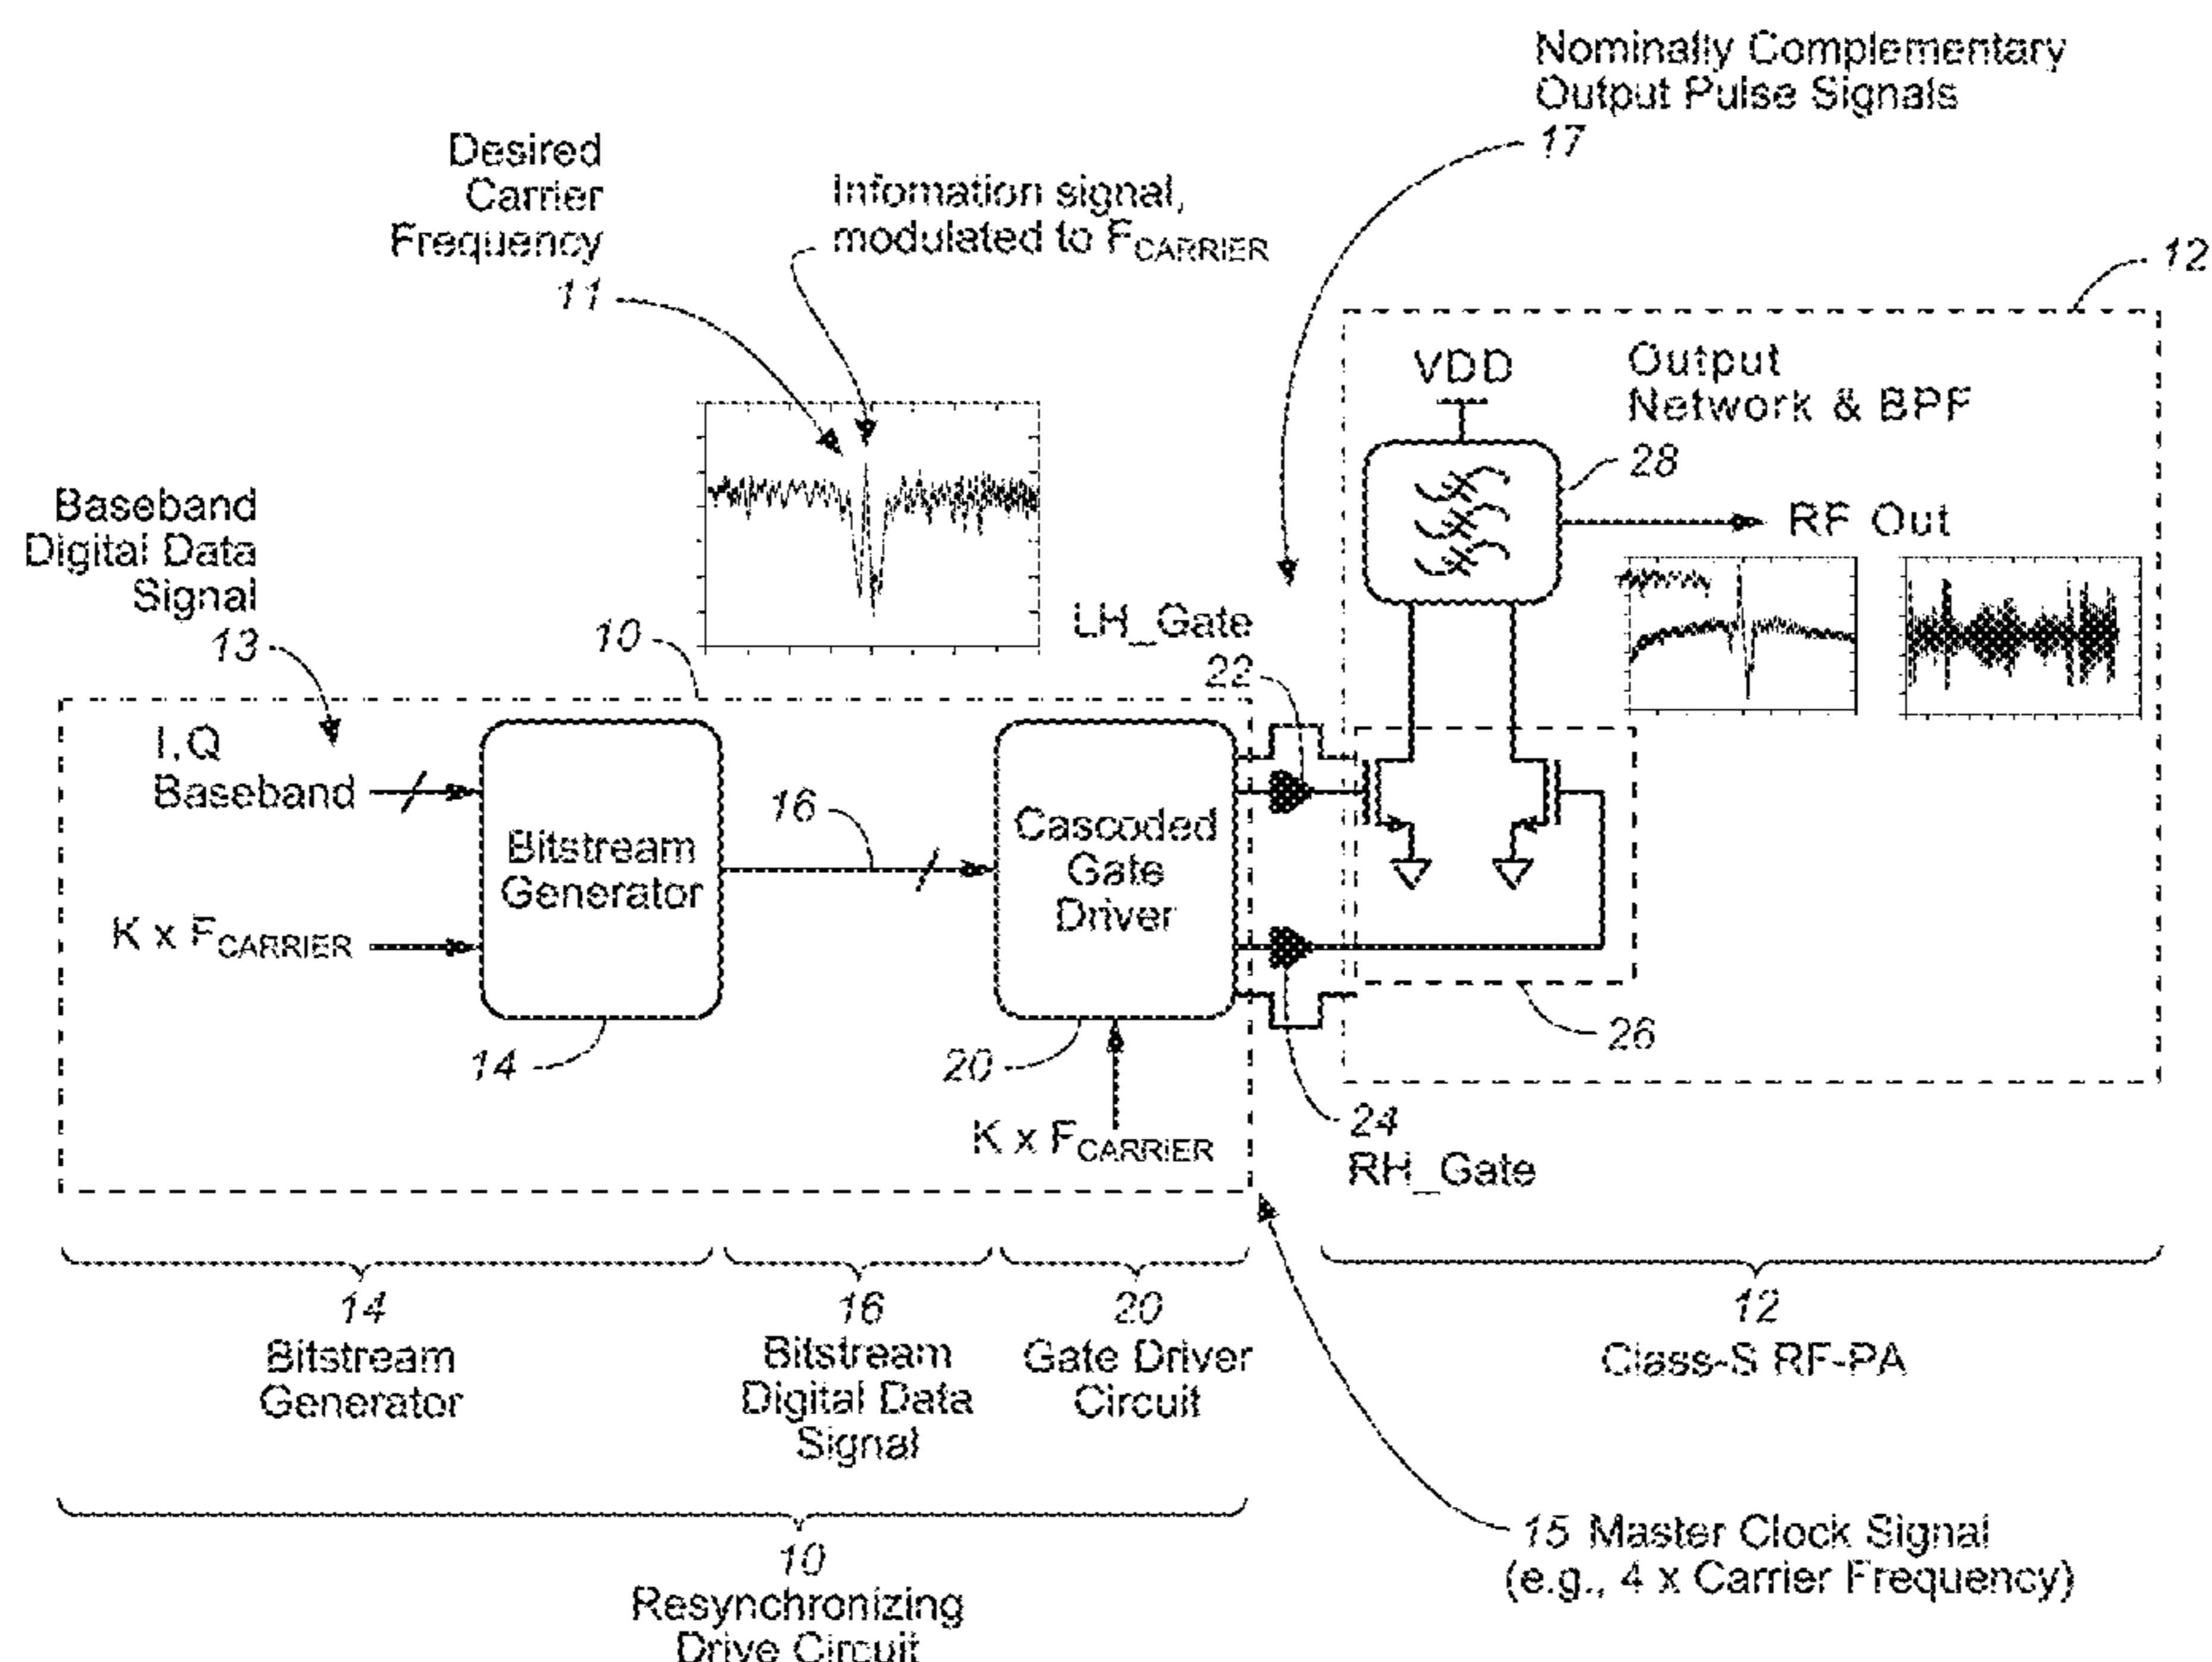 Nominally Complementary
Output Pulse Signals
17
Desired
Carrier
Frequency
11
Infomation signal,
modulated to FCARRIER
12
VDD
Output
Network & BPF
28
RF Out
Baseband
Digital Data
Signal
13
10
LH_Gate
22
I,Q
Baseband
K x FCARRIER
Bitstream
Generator
14
16
Cascoded
Gate
Driver
20
K x FCARRIER
26
24
RH_Gate
14
Bitstream
Generator
16
Bitstream
Digital Data
Signal
20
Gate Driver
Circuit
12
Class-S RF-PA
10
Resynchronizing
Drive Circuit
15 Master Clock Signal
(e.g., 4 x Carrier Frequency)